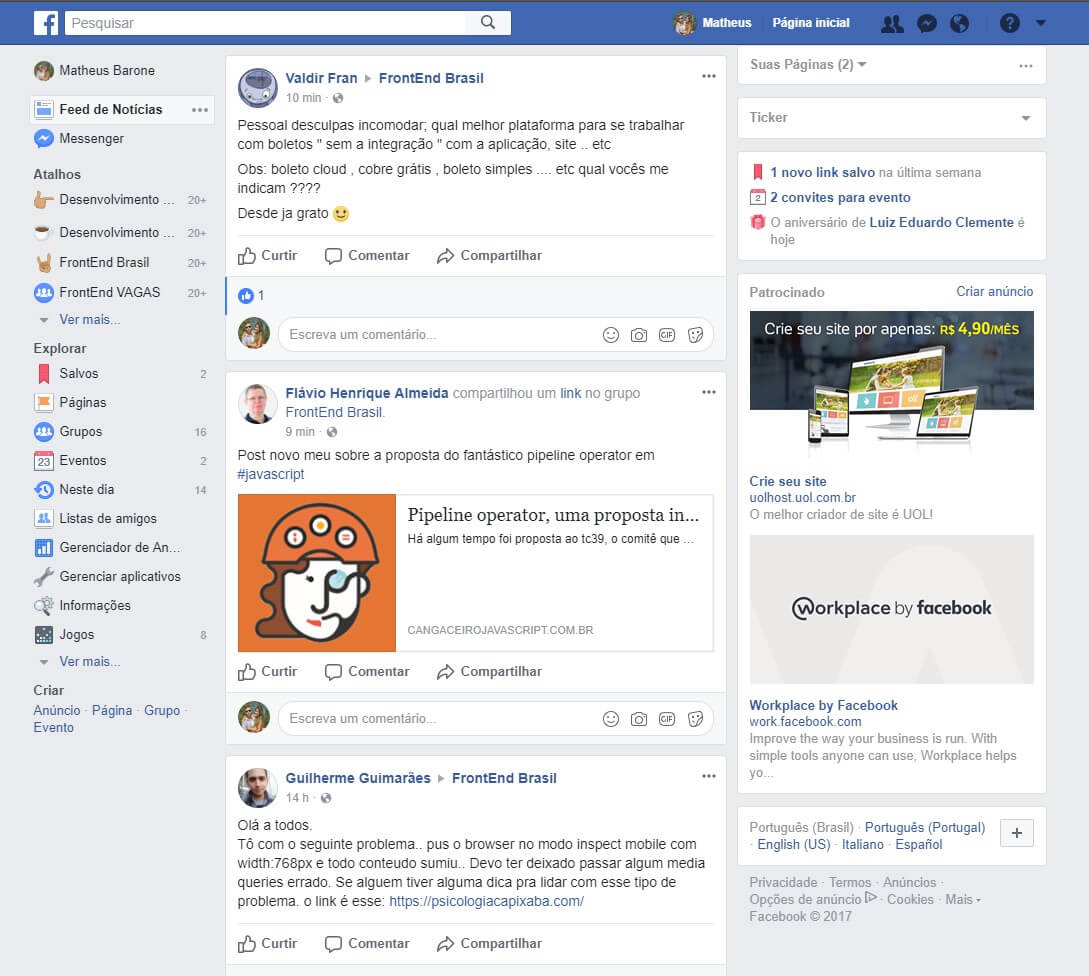 Pesquisar
Matheus
Página inicial
Matheus Barone
Feed de Notícias
Messenger
Atalhos
Desenvolvimento ... 20+
Desenvolvimento ... 20+
FrontEnd Brasil 20+
FrontEnd VAGAS 20+
Ver mais...
Explorar
Salvos 2
Páginas
Grupos 16
23 Eventos 2
Neste dia 14
Listas de amigos
Gerenciador de An...
Gerenciar aplicativos
Informações
Jogos 8
Ver mais...
Criar
Anúncio · Página · Grupo ·
Evento
Valdir Fran FrontEnd Brasil
10 min ·
Pessoal desculpas incomodar; qual melhor plataforma para se trabalhar
com boletos " sem a integração " com a aplicação, site .. etc
Obs: boleto cloud , cobre grátis , boleto simples .... etc qual vocês me
indicam ????
Desde ja grato
Curtir Comentar Compartilhar
1
Escreva um comentário...
GIF
Flávio Henrique Almeida compartilhou um link no grupo
FrontEnd Brasil.
9 min ·
Post novo meu sobre a proposta do fantástico pipeline operator em
#javascript
Pipeline operator, uma proposta in...
Há algum tempo foi proposta ao tc39, o comitê que ...
CANGACEIROJAVASCRIPT.COM.BR
Curtir Comentar Compartilhar
Escreva um comentário...
GIF
Guilherme Guimarães FrontEnd Brasil
14 h ·
Olá a todos.
Tô com o seguinte problema.. pus o browser no modo inspect mobile com
width:768px e todo conteudo sumiu.. Devo ter deixado passar algum media
queries errado. Se alguem tiver alguma dica pra lidar com esse tipo de
problema. o link é esse: https://psicologiacapixaba.com/
Curtir Comentar Compartilhar
Suas Páginas (2)
Ticker
1 novo link salvo na última semana
2 2 convites para evento
O aniversário de Luiz Eduardo Clemente é
hoje
Patrocinado Criar anúncio
Crie seu site por apenas: R$ 4,90/MÊS
Crie seu site
uolhost.uol.com.br
O melhor criador de site é UOL!
Workplace by facebook
Workplace by Facebook
work.facebook.com
Improve the way your business is run. With
simple tools anyone can use, Workplace helps
yo...
Português (Brasil) · Português (Portugal)
· English (US) · Italiano · Español
+
Privacidade · Termos · Anúncios ·
Opções de anúncio · Cookies · Mais
Facebook © 2017